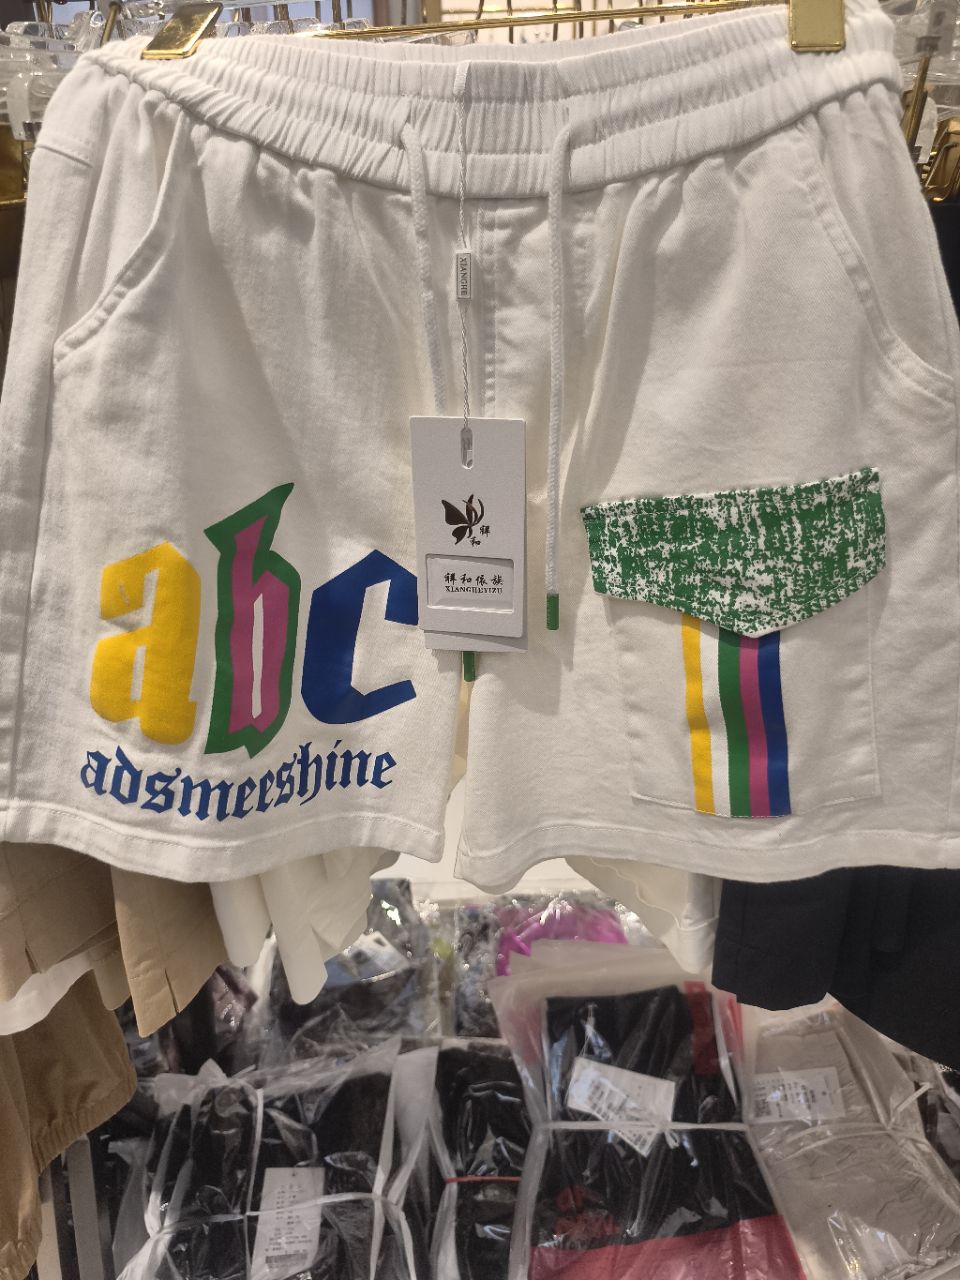 XIANGHE
祥
和
祥和依族
XIANGHEYIZU
abc
adsmeeshine